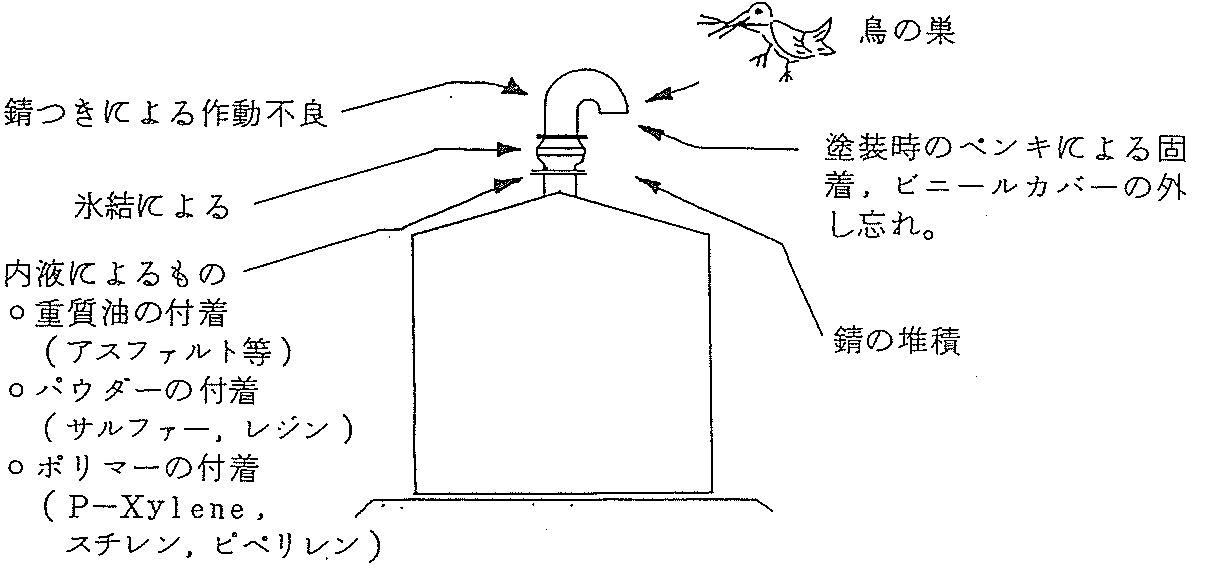 鳥の巣
錆つきによる作動不良
塗装時のペンキによる固
着，ビニールカバーの外
し忘れ。
氷結による
内液によるもの
○重質油の付着
(アスファルト等)
○パウダーの付着
(サルファー，レジン)
○ポリマーの付着
(P－Xylene，
スチレン，ピペリレン)
錆の堆積